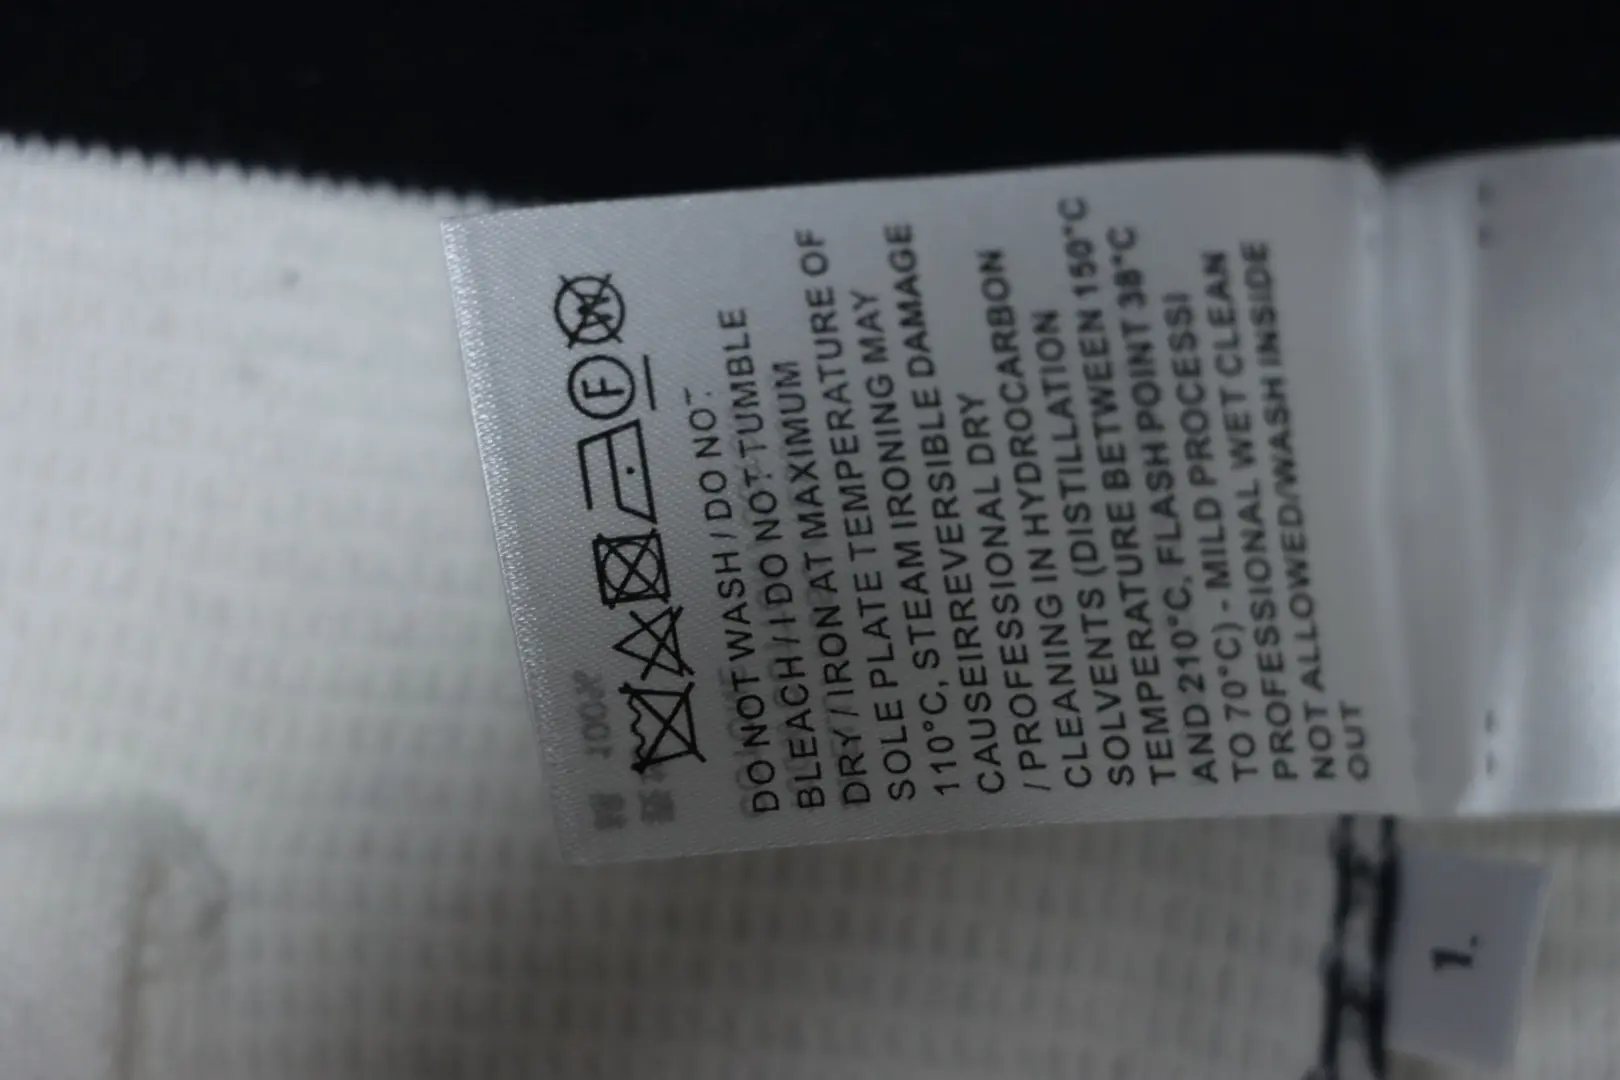 F
W
DO NOT WASH / DO NOT
BLEACH / I DO NOT TUMBLE
DRY / IRON AT MAXIMUM
SOLE PLATE TEMPERATURE OF
110°C, STEAM IRONING MAY
CAUSEIRREVERSIBLE DAMAGE
/ PROFESSIONAL DRY
CLEANING IN HYDROCARBON
SOLVENTS (DISTILLATION
TEMPERATURE BETWEEN 150°C
AND 210°C, FLASH POINT 38°C
TO 70°C) - MILD PROCESSI
PROFESSIONAL WET CLEAN
NOT ALLOWED/WASH INSIDE
OUT
1.